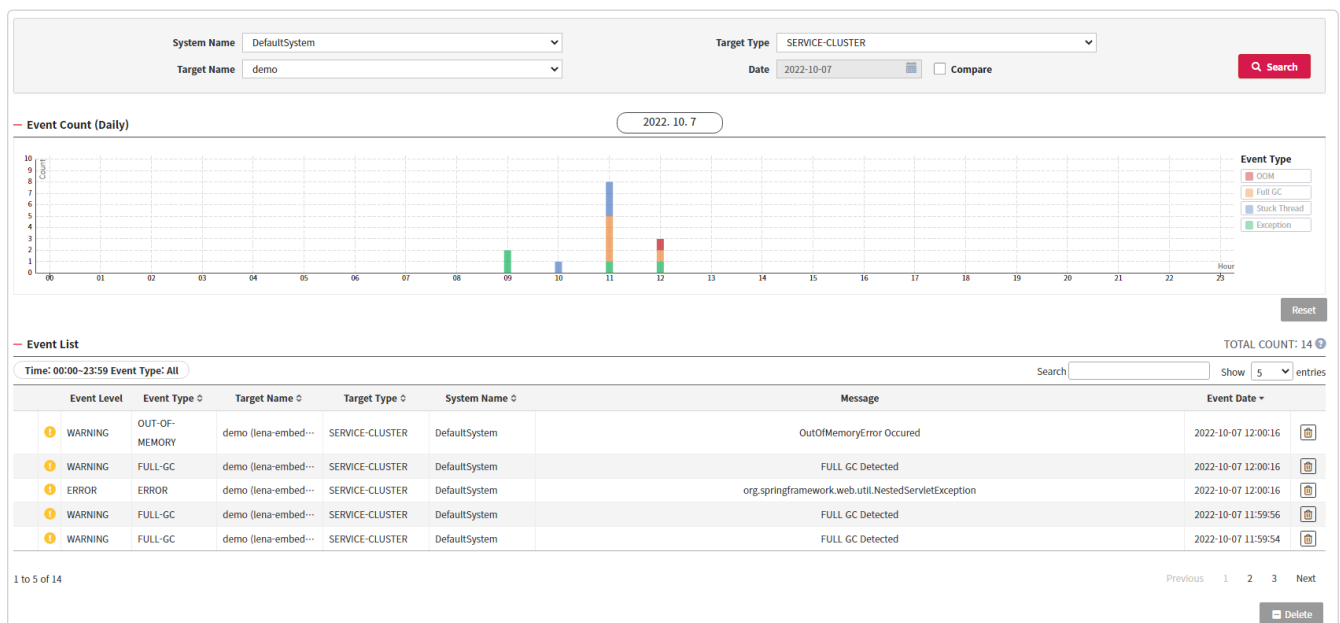 System Name DefaultSystem Target Type SERVICE-CLUSTER
Target Name demo Date 2022-10-07 Compare Search
Event Count (Daily) 2022. 10. 7
10
9
8
7
6
5
4
3
2
1
0
Count
00 01 02 03 04 05 06 07 08 09 10 11 12 13 14 15 16 17 18 19 20 21 22 23
Hour
Event Type
OOM
Full GC
Stuck Thread
Exception
Reset
Event List TOTAL COUNT: 14 ?
Time: 00:00~23:59 Event Type: All Search Show 5 entries
Event Level Event Type Target Name Target Type System Name Message Event Date
WARNING OUT-OF-MEMORY demo (lena-embed··· SERVICE-CLUSTER DefaultSystem OutOfMemoryError Occured 2022-10-07 12:00:16
WARNING FULL-GC demo (lena-embed··· SERVICE-CLUSTER DefaultSystem FULL GC Detected 2022-10-07 12:00:16
ERROR ERROR demo (lena-embed··· SERVICE-CLUSTER DefaultSystem org.springframework.web.util.NestedServletException 2022-10-07 12:00:16
WARNING FULL-GC demo (lena-embed··· SERVICE-CLUSTER DefaultSystem FULL GC Detected 2022-10-07 11:59:56
WARNING FULL-GC demo (lena-embed··· SERVICE-CLUSTER DefaultSystem FULL GC Detected 2022-10-07 11:59:54
1 to 5 of 14 Previous 1 2 3 Next
Delete